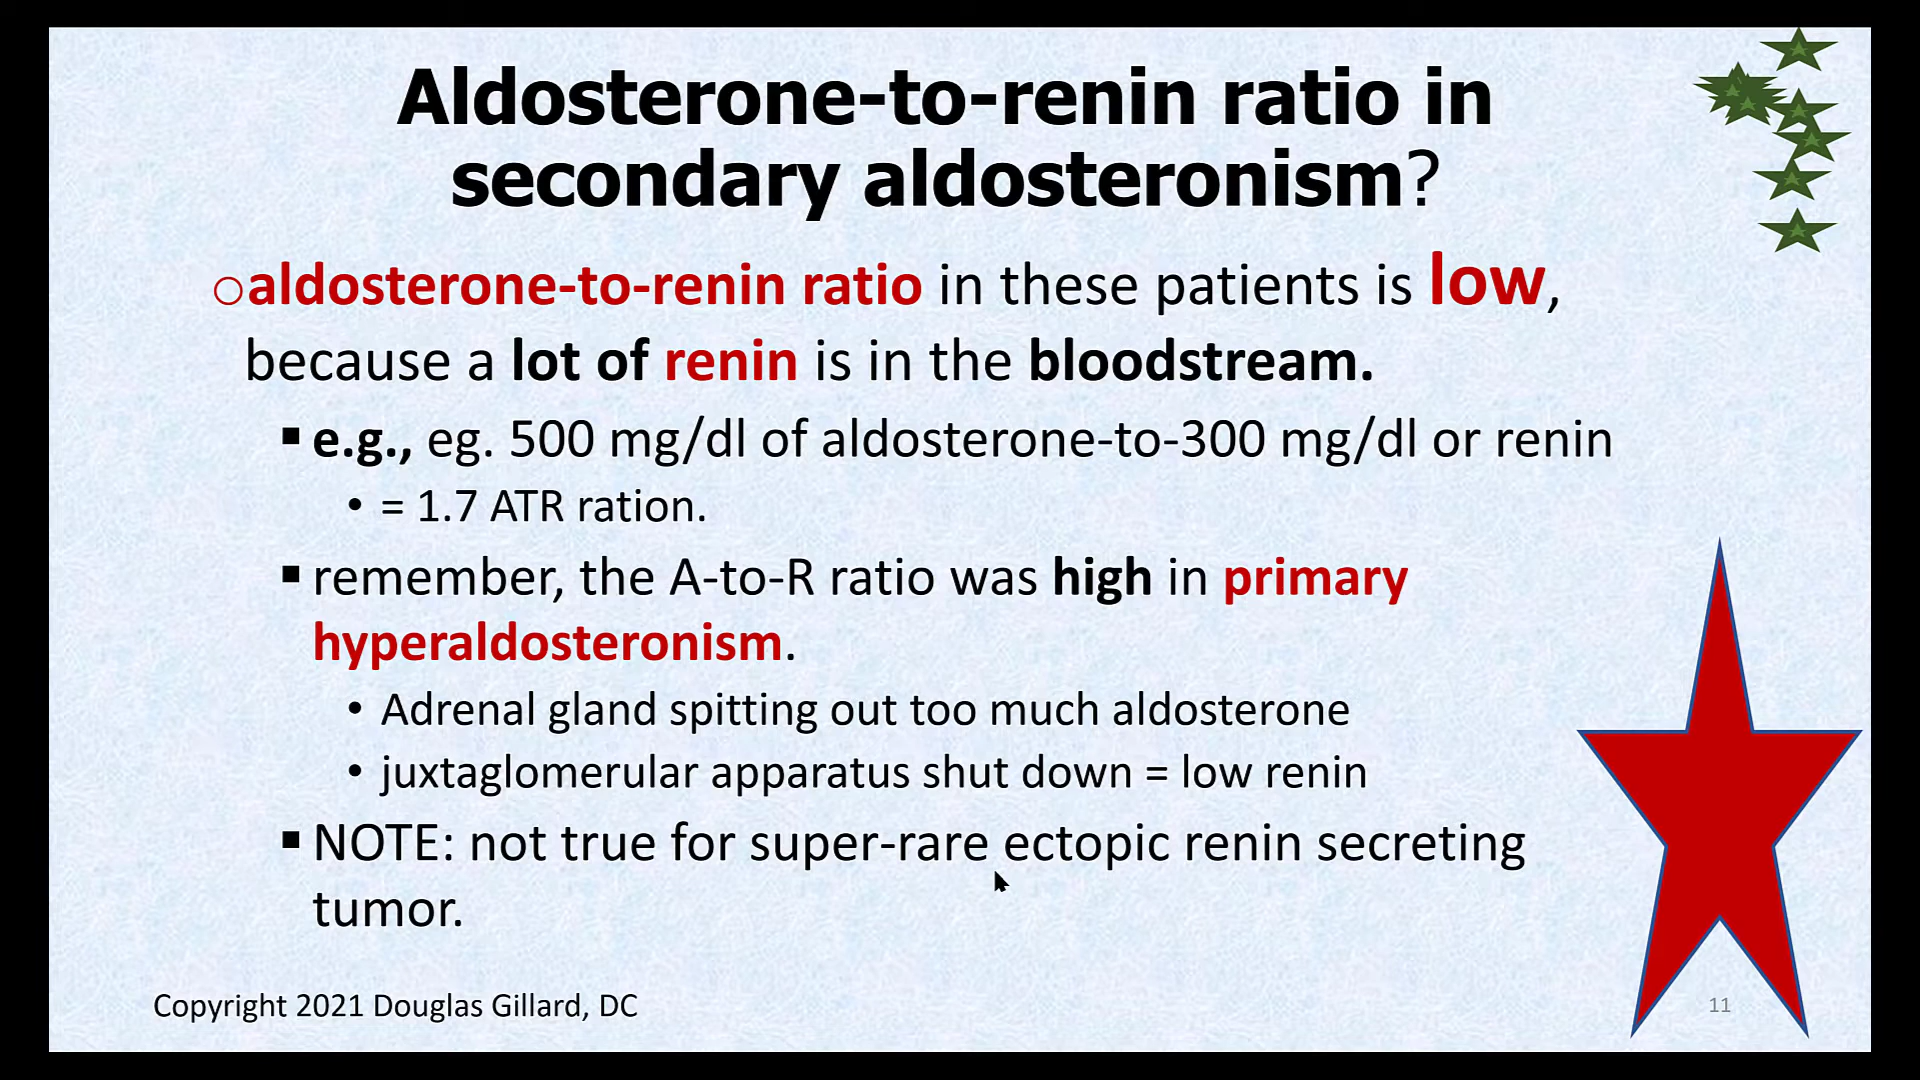 Aldosterone-to-renin ratio in
secondary aldosteronism?
oaldosterone-to-renin ratio in these patients is low,
because a lot of renin is in the bloodstream.
▪ e.g., eg. 500 mg/dl of aldosterone-to-300 mg/dl or renin
• = 1.7 ATR ration.
▪ remember, the A-to-R ratio was high in primary
hyperaldosteronism.
• Adrenal gland spitting out too much aldosterone
• juxtaglomerular apparatus shut down = low renin
▪ NOTE: not true for super-rare ectopic renin secreting
tumor.
Copyright 2021 Douglas Gillard, DC
11